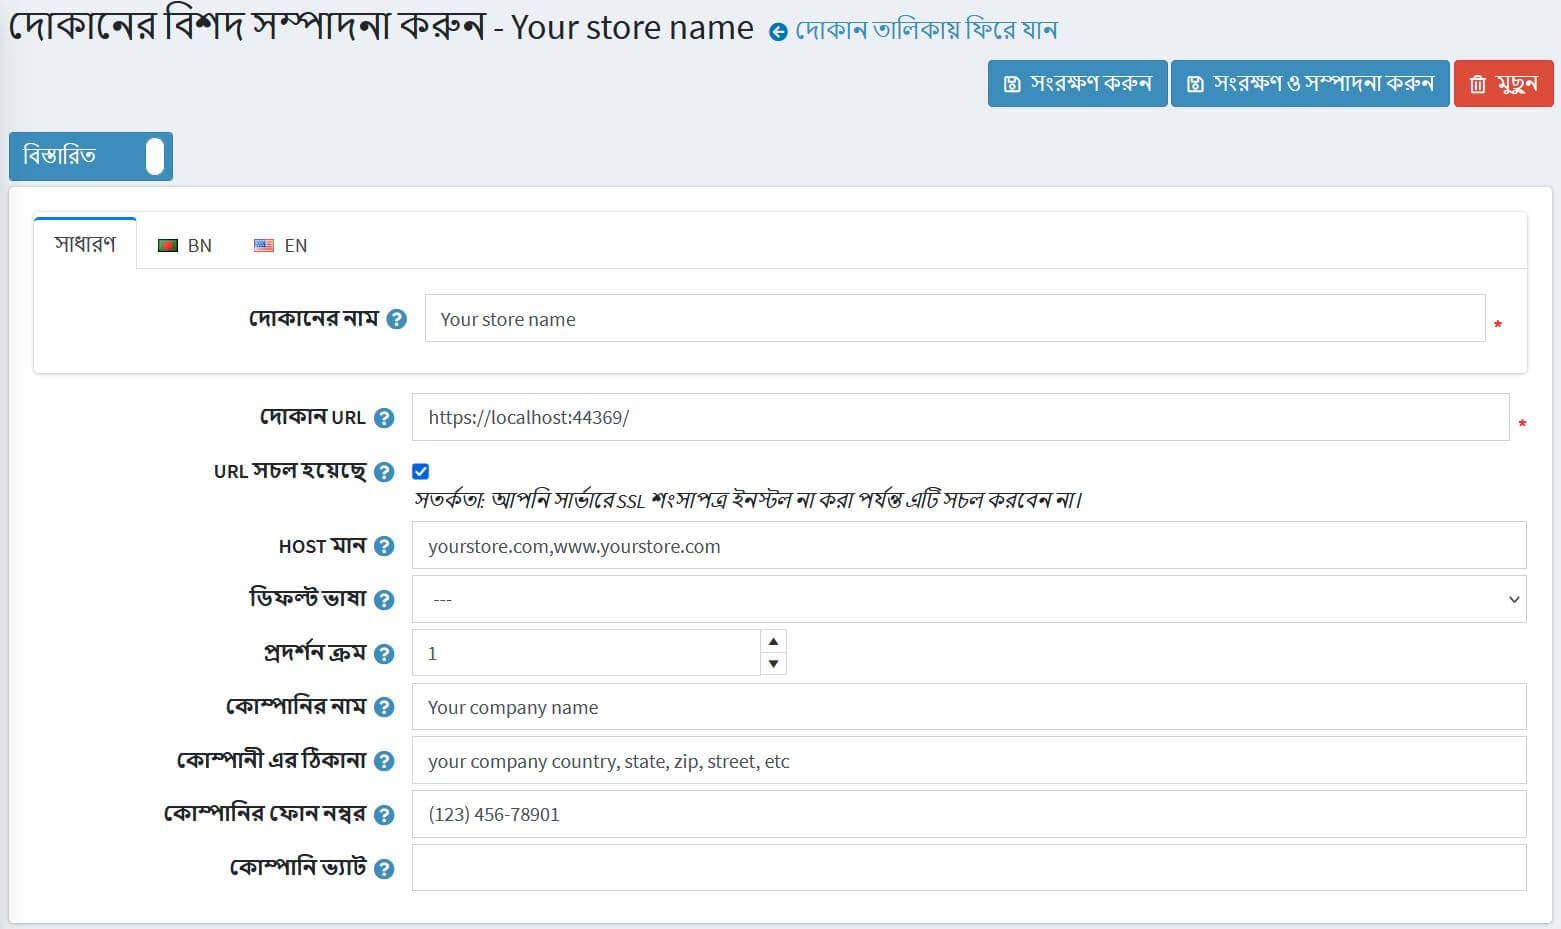 দোকানের বিশদ সম্পাদনা করুন - Your store name দোকান তালিকায় ফিরে যান
সংরক্ষণ করুন সংরক্ষণ ও সম্পাদনা করুন মুছুন
বিস্তারিত
সাধারণ BN EN
দোকানের নাম ? Your store name *
দোকান URL ? https://localhost:44369/ *
URL সচল হয়েছে ?
সতর্কতা: আপনি সার্ভারে SSL শংসাপত্র ইনস্টল না করা পর্যন্ত এটি সচল করবেন না।
HOST মান ? yourstore.com,www.yourstore.com
ডিফল্ট ভাষা ? ---
প্রদর্শন ক্রম ? 1
কোম্পানির নাম ? Your company name
কোম্পানী এর ঠিকানা ? your company country, state, zip, street, etc
কোম্পানির ফোন নম্বর ? (123) 456-78901
কোম্পানি ভ্যাট ?